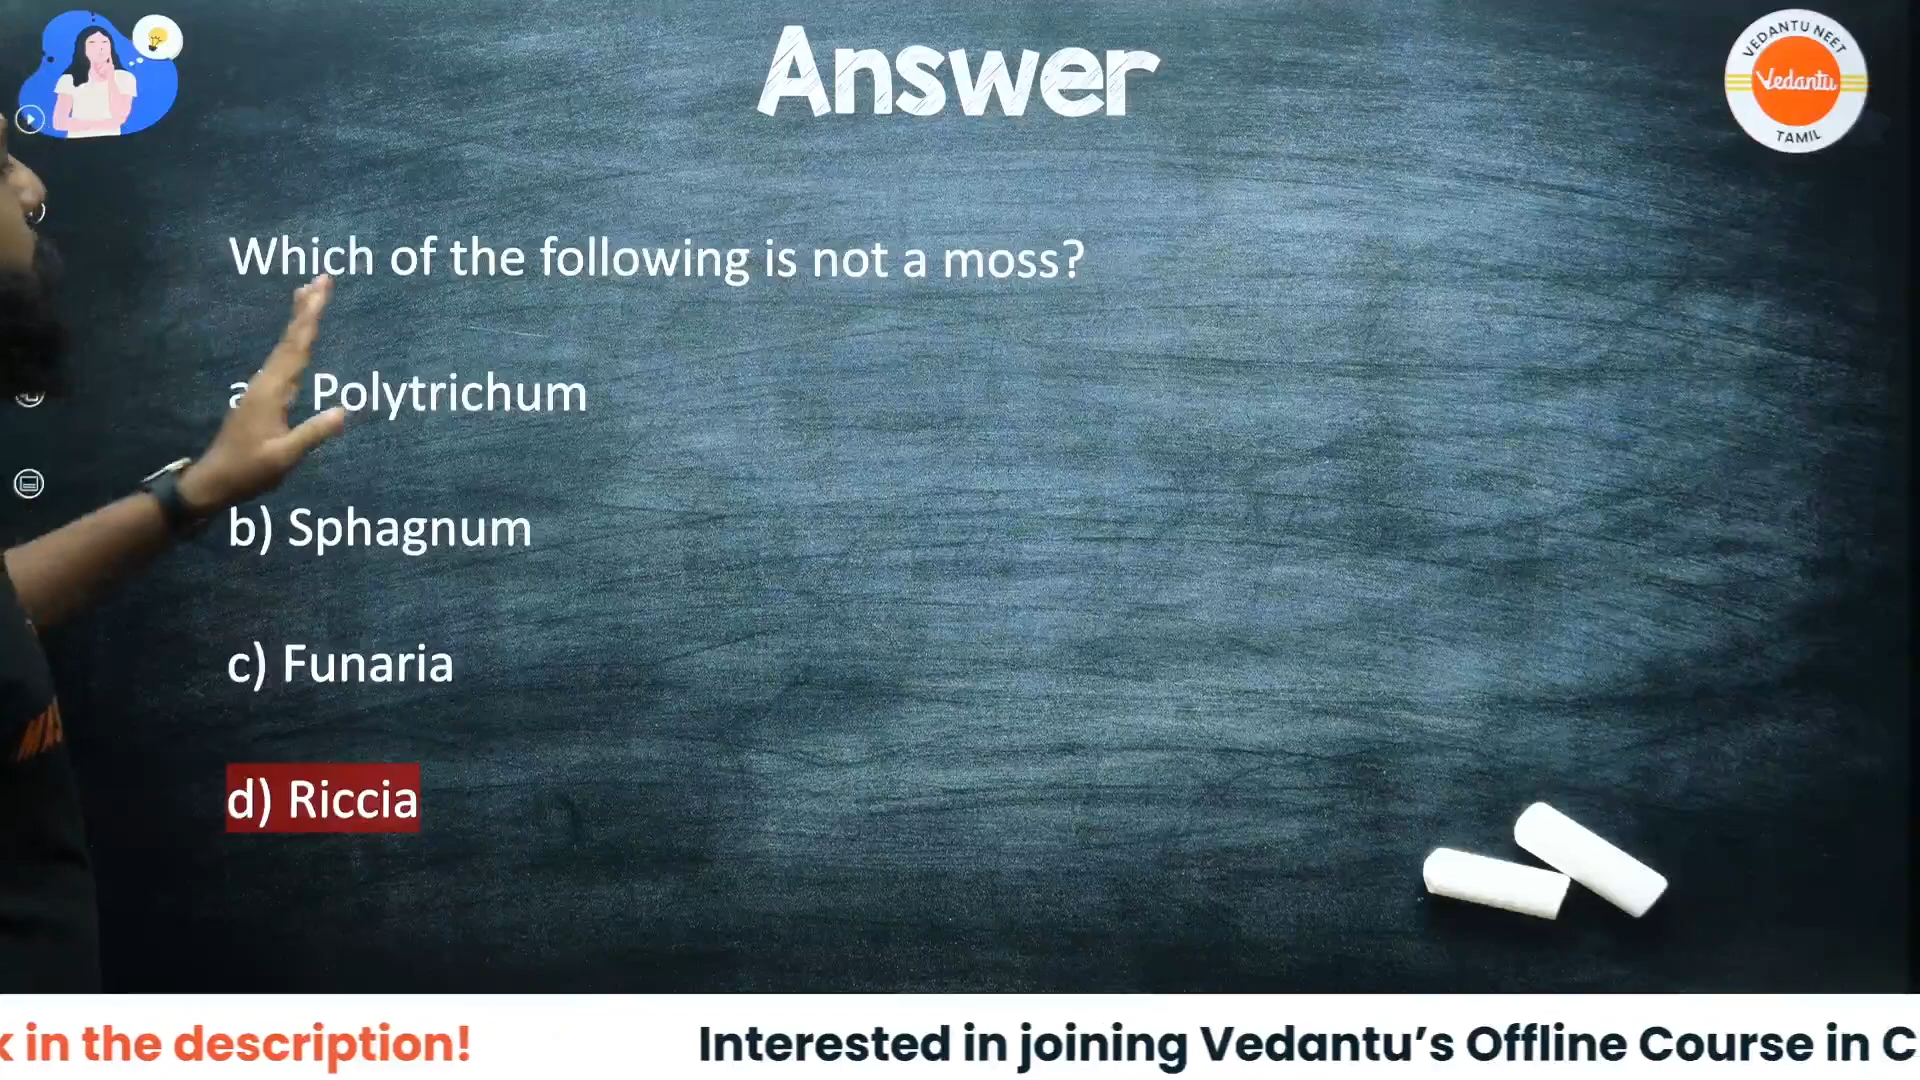 Answer
VEDANTU NEET
Vedantu
TAMIL
Which of the following is not a moss?
a Polytrichum
b) Sphagnum
c) Funaria
d) Riccia
k in the description!
Interested in joining Vedantu’s Offline Course in C